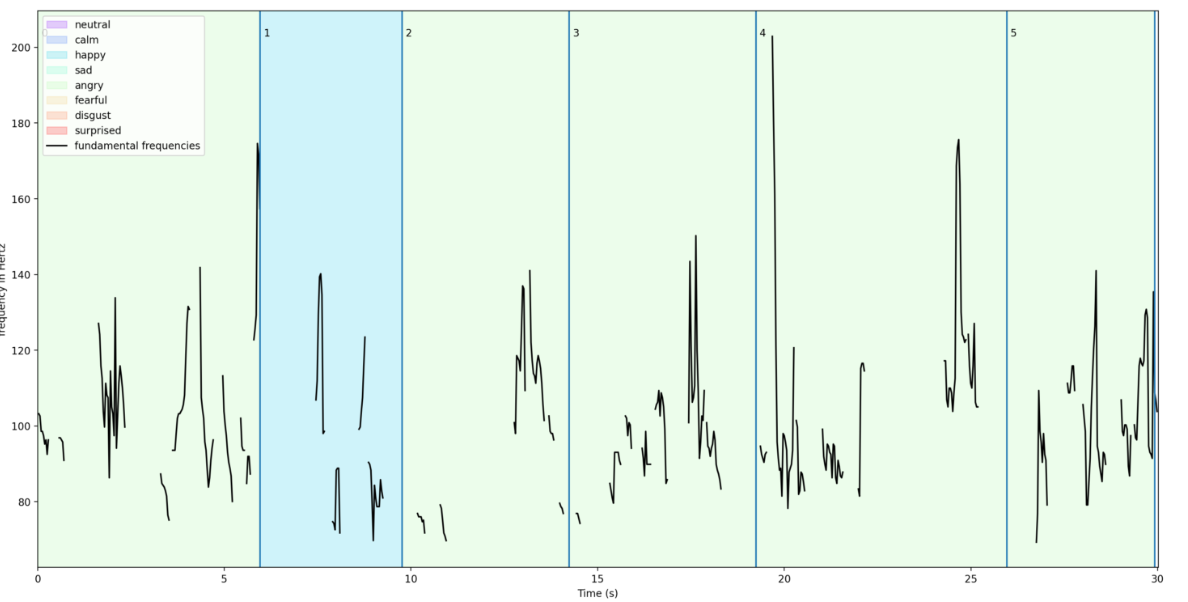 neutral
calm
happy
sad
angry
fearful
disgust
surprised
fundamental frequencies
0 1 2 3 4 5
200
180
160
140
120
100
80
frequency in Hertz
0 5 10 15 20 25 30
Time (s)